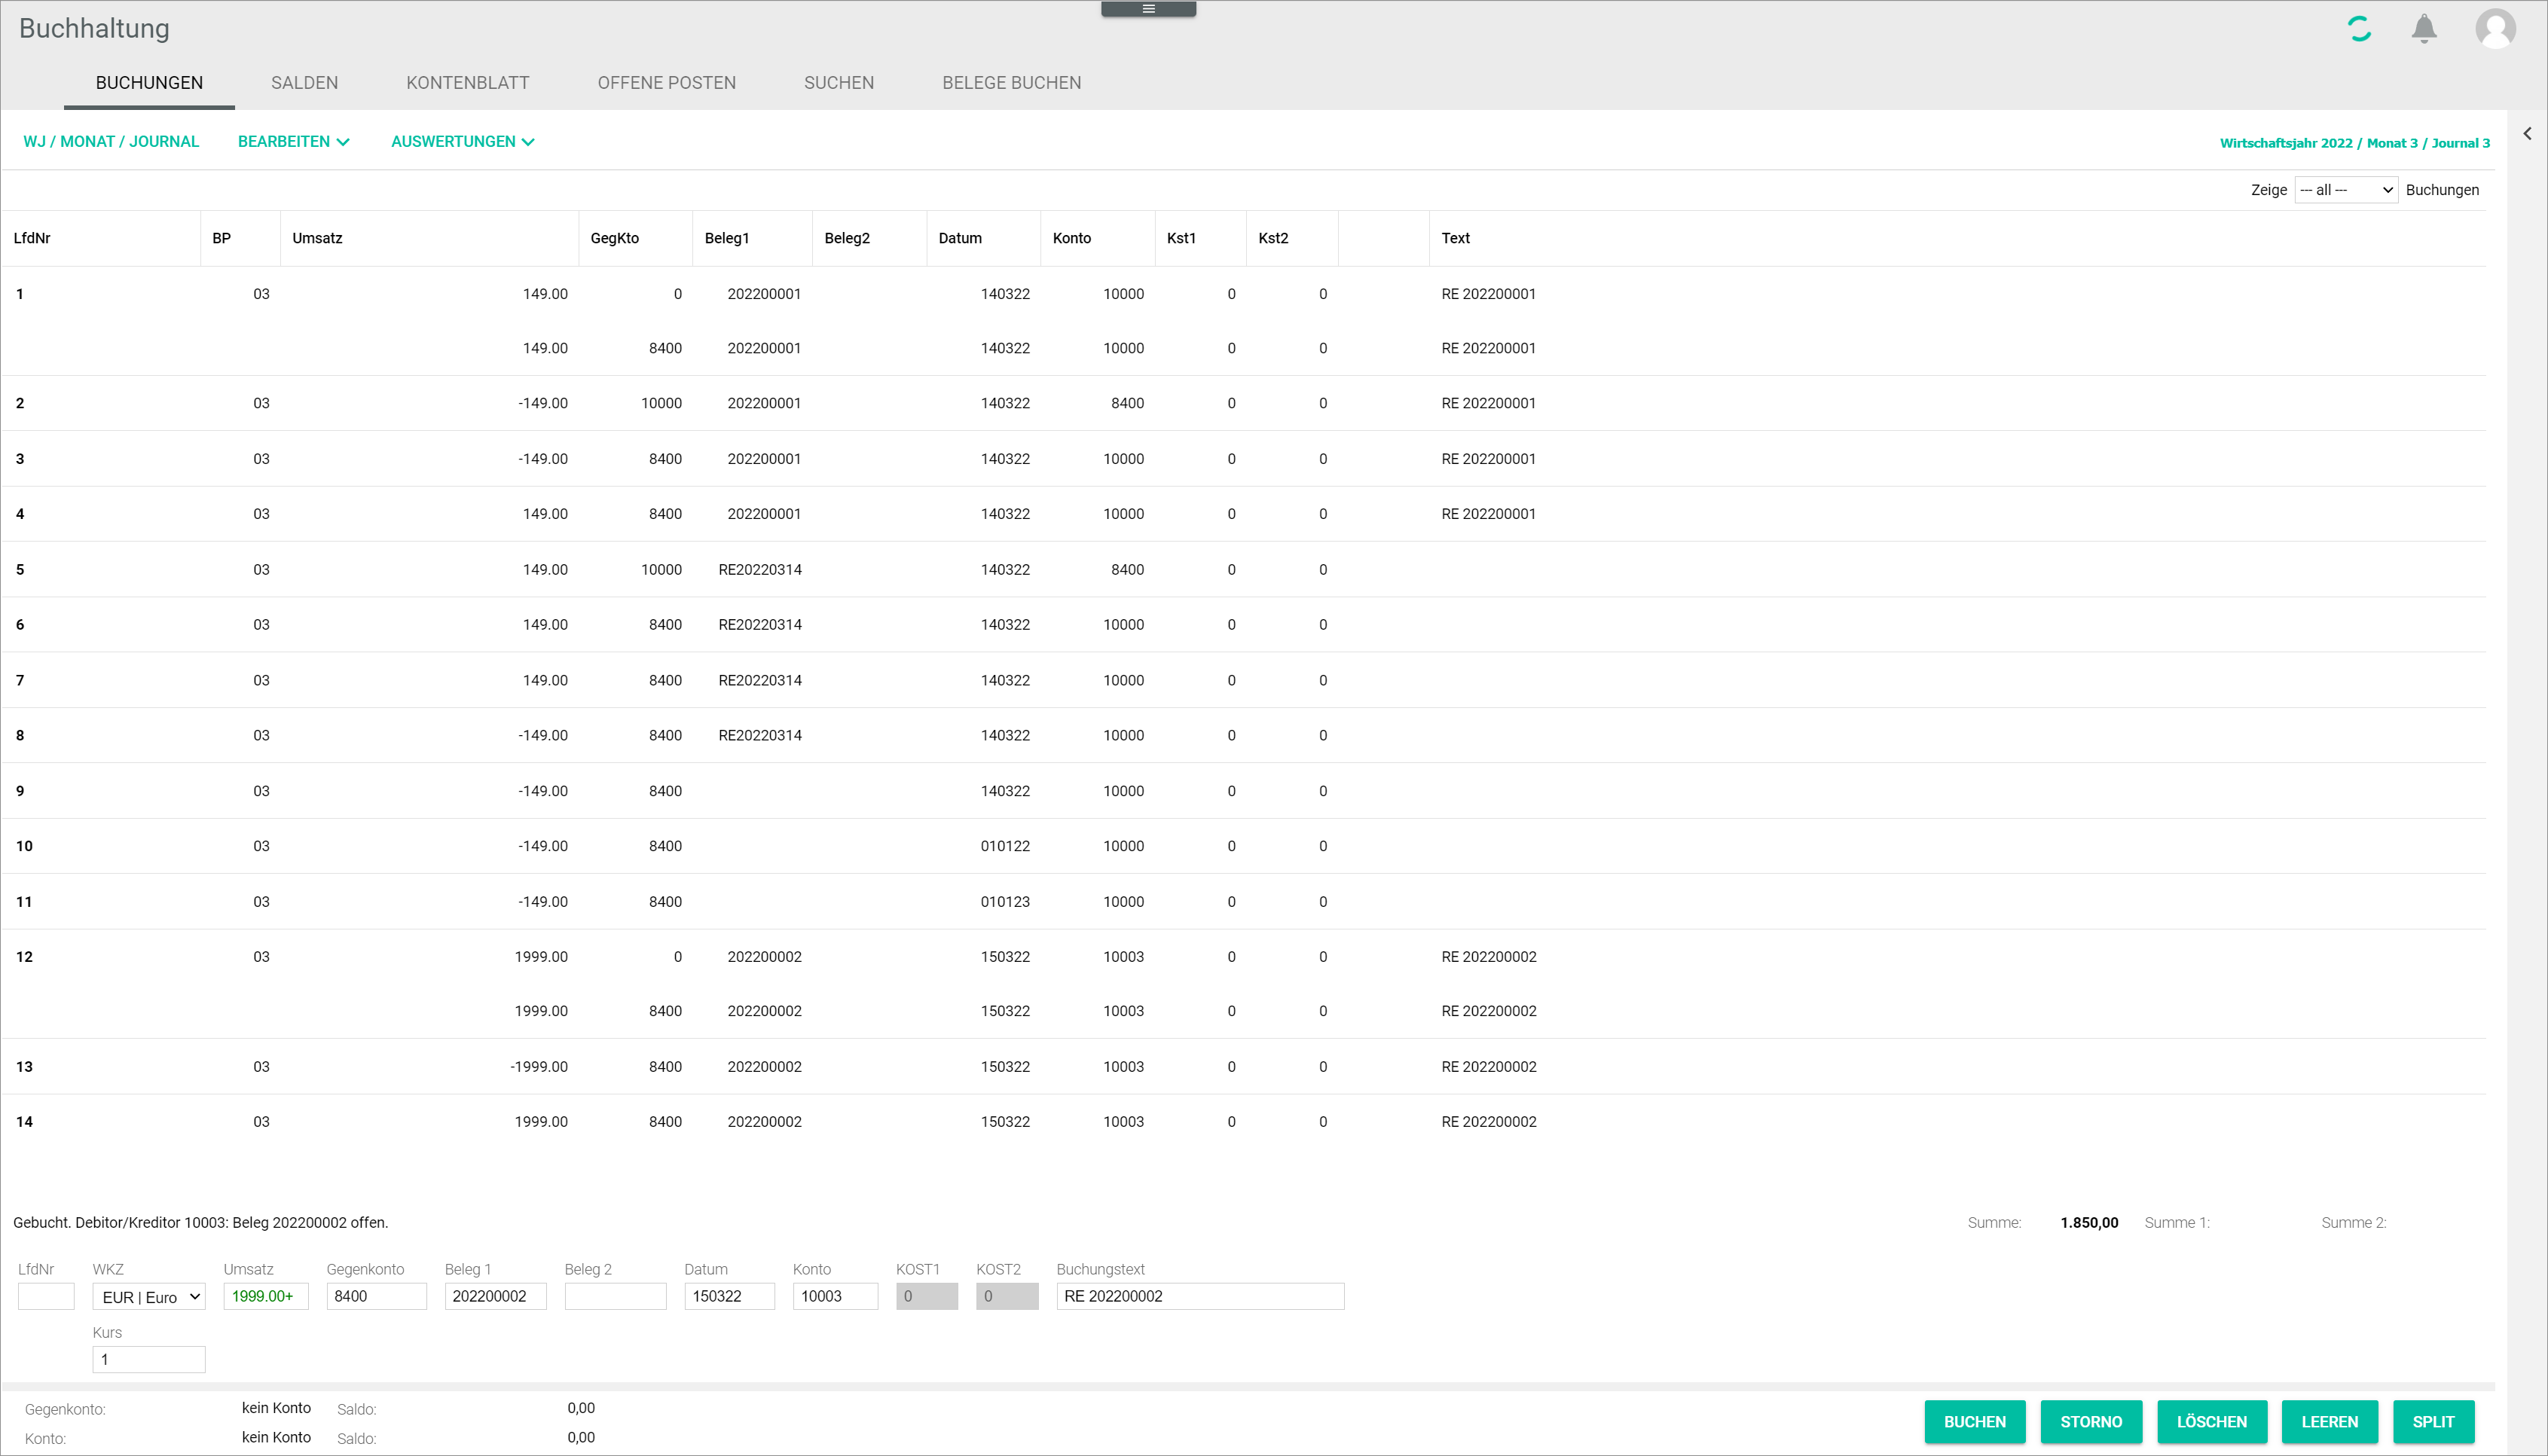 Buchhaltung
BUCHUNGEN SALDEN KONTENBLATT OFFENE POSTEN SUCHEN BELEGE BUCHEN
WJ / MONAT / JOURNAL BEARBEITEN AUSWERTUNGEN Wirtschaftsjahr 2022 / Monat 3 / Journal 3
Zeige --- all --- Buchungen
LfdNr BP Umsatz GegKto Beleg1 Beleg2 Datum Konto Kst1 Kst2 Text
1 03 149.00 0 202200001 140322 10000 0 0 RE 202200001
149.00 8400 202200001 140322 10000 0 0 RE 202200001
2 03 -149.00 10000 202200001 140322 8400 0 0 RE 202200001
3 03 -149.00 8400 202200001 140322 10000 0 0 RE 202200001
4 03 149.00 8400 202200001 140322 10000 0 0 RE 202200001
5 03 149.00 10000 RE20220314 140322 8400 0 0
6 03 149.00 8400 RE20220314 140322 10000 0 0
7 03 149.00 8400 RE20220314 140322 10000 0 0
8 03 -149.00 8400 RE20220314 140322 10000 0 0
9 03 -149.00 8400 140322 10000 0 0
10 03 -149.00 8400 010122 10000 0 0
11 03 -149.00 8400 010123 10000 0 0
12 03 1999.00 0 202200002 150322 10003 0 0 RE 202200002
1999.00 8400 202200002 150322 10003 0 0 RE 202200002
13 03 -1999.00 8400 202200002 150322 10003 0 0 RE 202200002
14 03 1999.00 8400 202200002 150322 10003 0 0 RE 202200002
Gebucht. Debitor/Kreditor 10003: Beleg 202200002 offen. Summe: 1.850,00 Summe 1: Summe 2:
LfdNr WKZ Umsatz Gegenkonto Beleg 1 Beleg 2 Datum Konto KOST1 KOST2 Buchungstext
EUR | Euro 1999.00+ 8400 202200002 150322 10003 0 0 RE 202200002
Kurs
1
Gegenkonto: kein Konto Saldo: 0,00
Konto: kein Konto Saldo: 0,00
BUCHEN STORNO LÖSCHEN LEEREN SPLIT